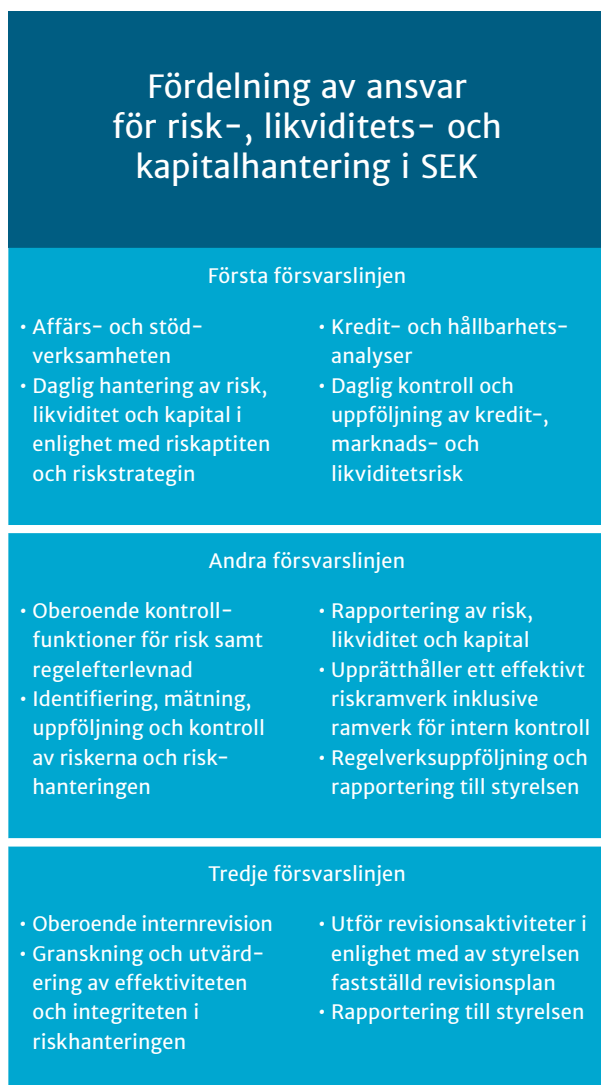 Fördelning av ansvar
för risk-, likviditets- och
kapitalhantering i SEK
Första försvarslinjen
• Affärs- och stöd-
verksamheten
• Daglig hantering av risk,
likviditet och kapital i
enlighet med riskaptiten
och riskstrategin
• Kredit- och hållbarhets-
analyser
• Daglig kontroll och
uppföljning av kredit-,
marknads- och
likviditetsrisk
Andra försvarslinjen
• Oberoende kontroll-
funktioner för risk samt
regelefterlevnad
• Identifiering, mätning,
uppföljning och kontroll
av riskerna och risk-
hanteringen
• Rapportering av risk,
likviditet och kapital
• Upprätthåller ett effektivt
riskramverk inklusive
ramverk för intern kontroll
• Regelverksuppföljning och
rapportering till styrelsen
Tredje försvarslinjen
• Oberoende internrevision
• Granskning och utvärd-
ering av effektiviteten
och integriteten i
riskhanteringen
• Utför revisionsaktiviteter i
enlighet med av styrelsen
fastställd revisionsplan
• Rapportering till styrelsen